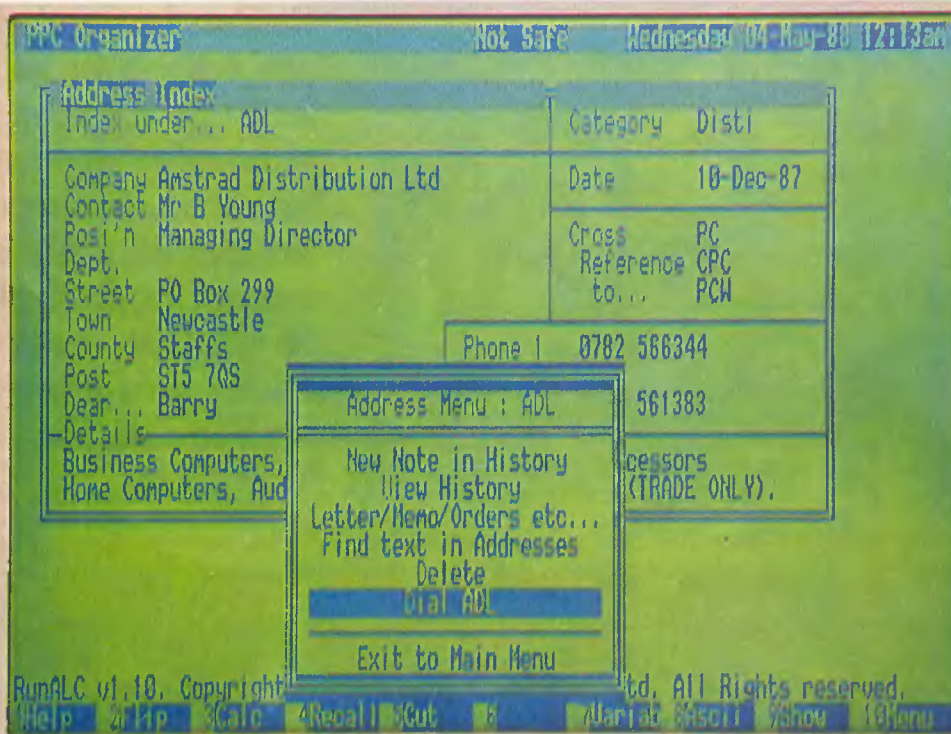 PPC Organizer Not Safe Wednesday 04-May-88 12:13am
Address Index
Index under... ADL Category Disti
Company Amstrad Distribution Ltd Date 10-Dec-87
Contact Mr B Young
Posi'n Managing Director Cross PC
Dept. Reference CPC
Street PO Box 299 to... PCW
Town Newcastle
County Staffs Phone 1 0782 566344
Post ST5 7QS
Dear... Barry 561383
Details
Business Computers, cessors
Home Computers, Aud (TRADE ONLY).
Address Menu : ADL
New Note in History
View History
Letter/Memo/Orders etc...
Find text in Addresses
Delete
Dial ADL
Exit to Main Menu
RunALC v1.10. Copyright td. All Rights reserved.
1Help 2Flip 3Calc 4Recall 5Cut 6 7Variab 8Ascii 9Show 10Menu